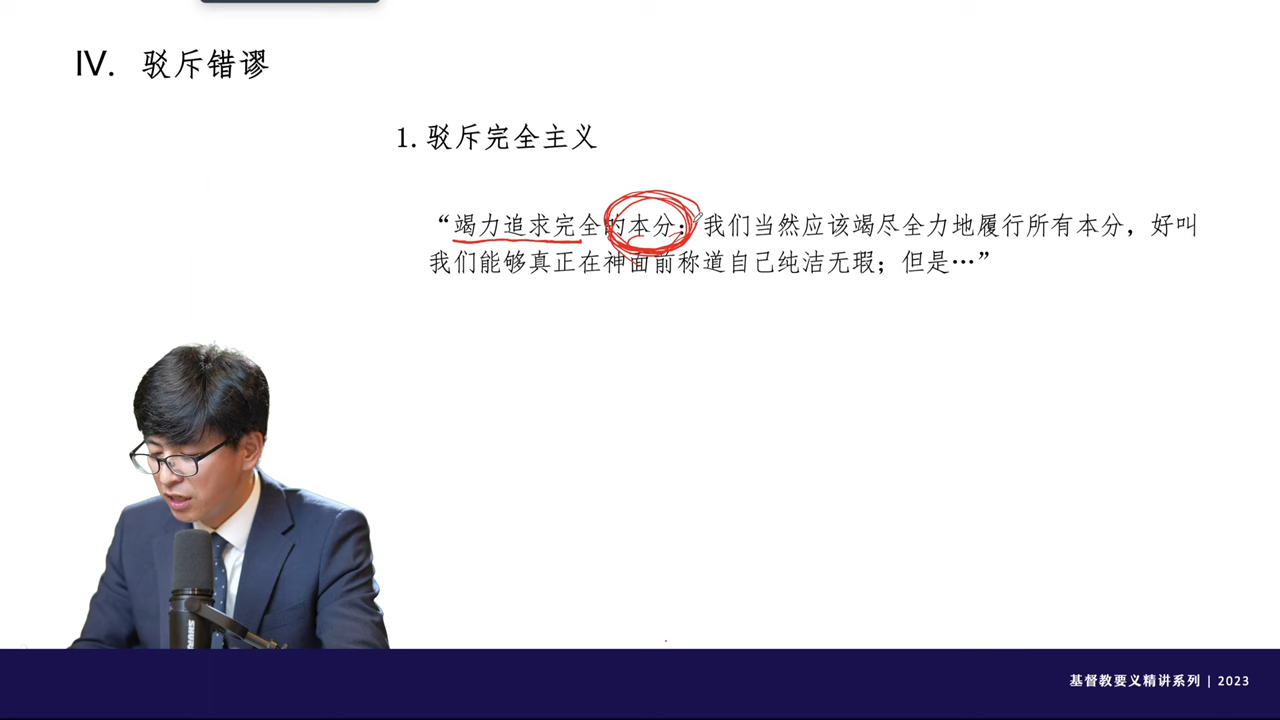 IV. 驳斥错谬
1. 驳斥完全主义
“竭力追求完全的本分：我们当然应该竭尽全力地履行所有本分，好叫
我们能够真正在神面前称道自己纯洁无瑕；但是…”
SHURE
基督教要义精讲系列 | 2023